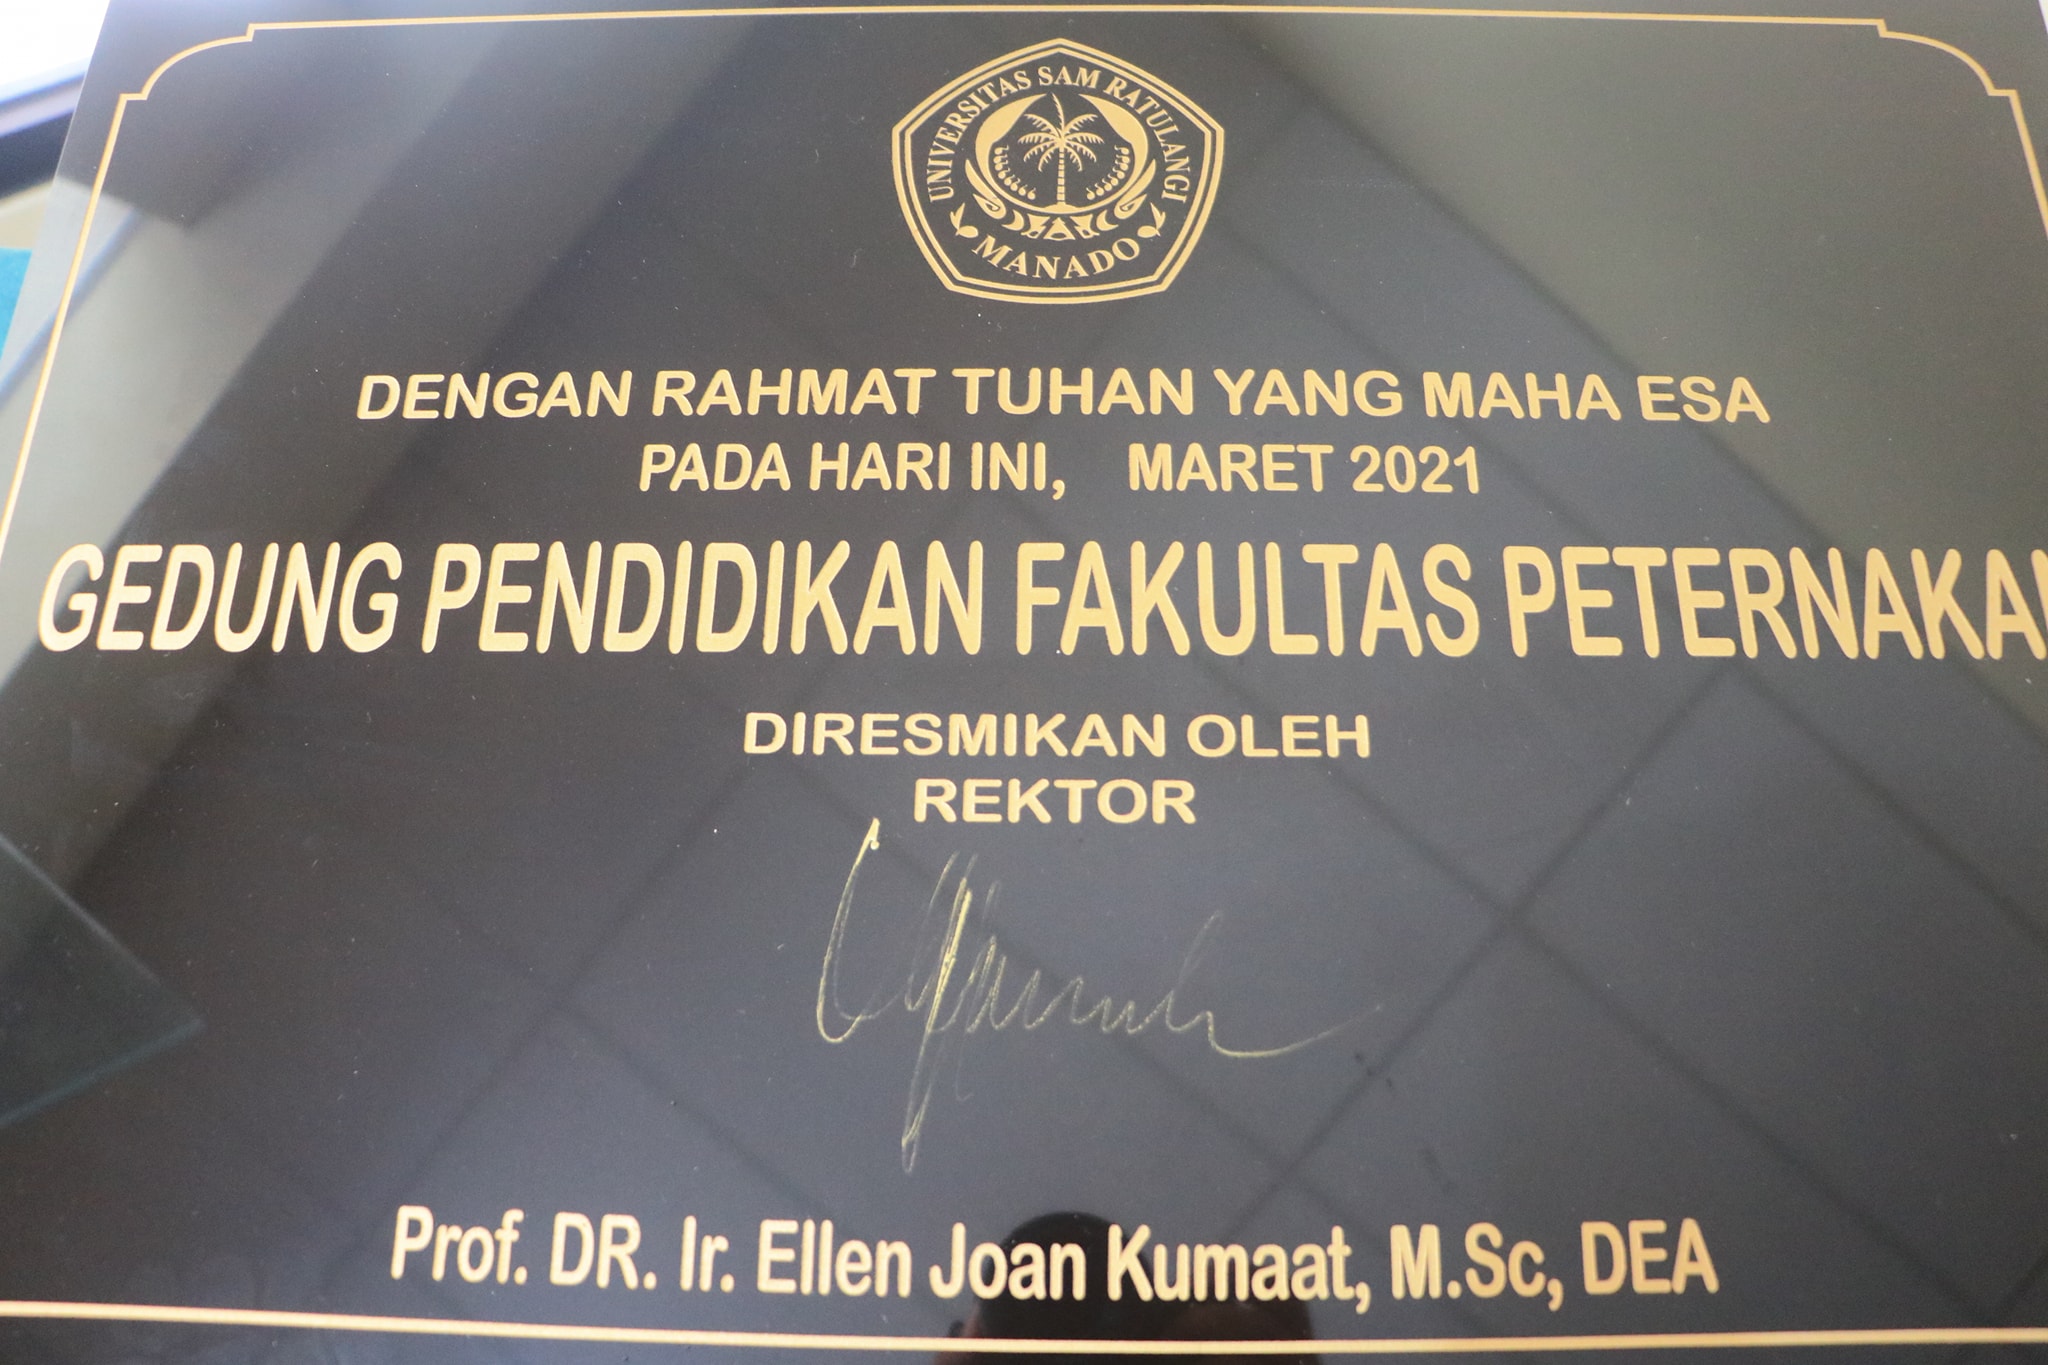 UNIVERSITAS SAM RATULANGI
MANADO
DENGAN RAHMAT TUHAN YANG MAHA ESA
PADA HARI INI, MARET 2021
GEDUNG PENDIDIKAN FAKULTAS PETERNAKAN
DIRESMIKAN OLEH
REKTOR
Prof. DR. Ir. Ellen Joan Kumaat, M.Sc, DEA